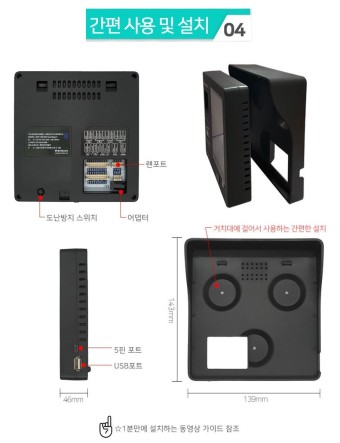 간편 사용 및 설치 04
랜포트
도난방지 스위치
어댑터
거치대에 걸어서 사용하는 간편한 설치
143mm
5핀 포트
USB포트
46mm
139mm
☆1분만에 설치하는 동영상 가이드 참조